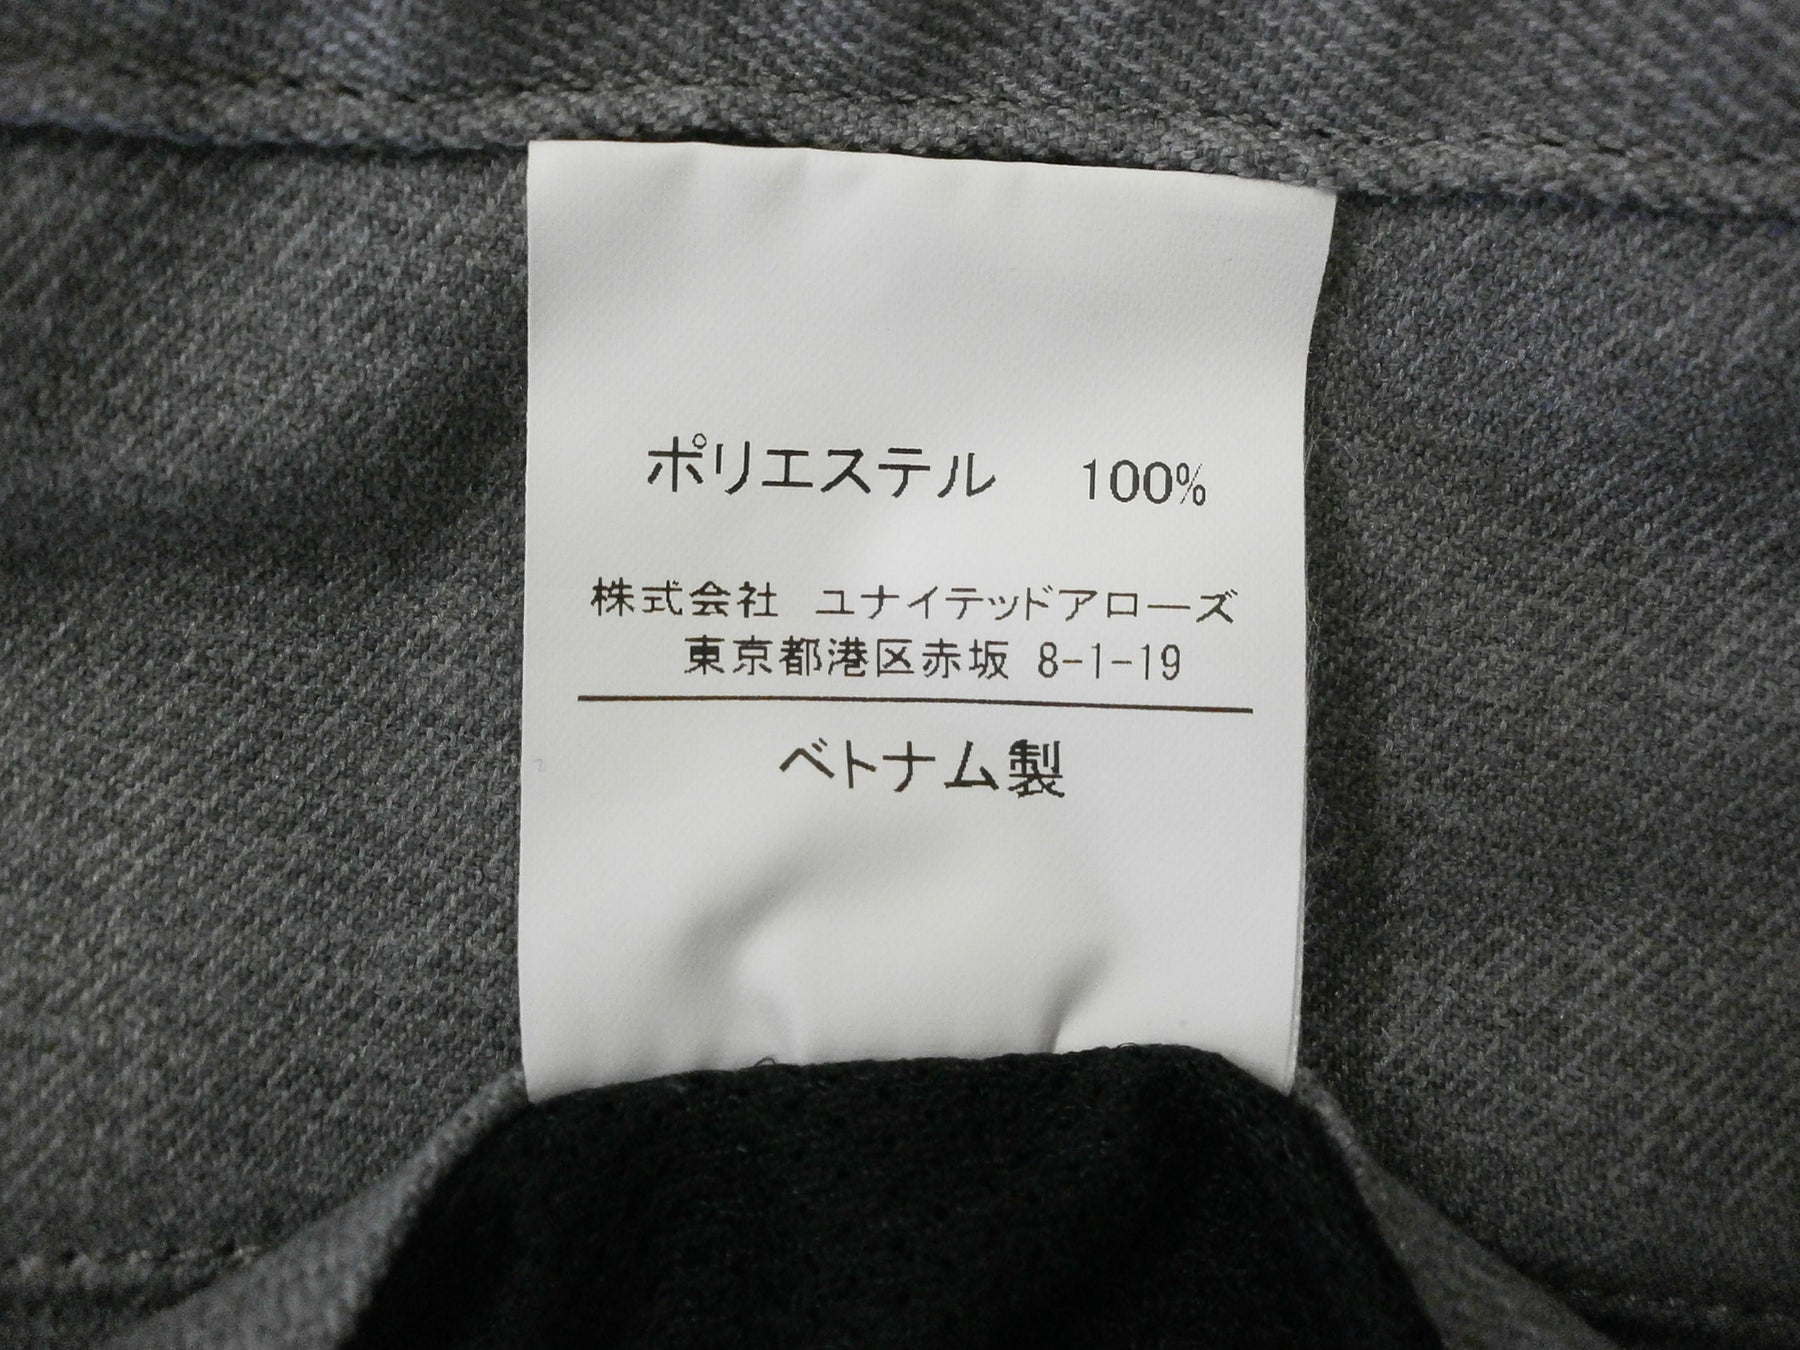 ポリエステル 100%
株式会社 ユナイテッドアローズ
東京都港区赤坂 8-1-19
ベトナム製